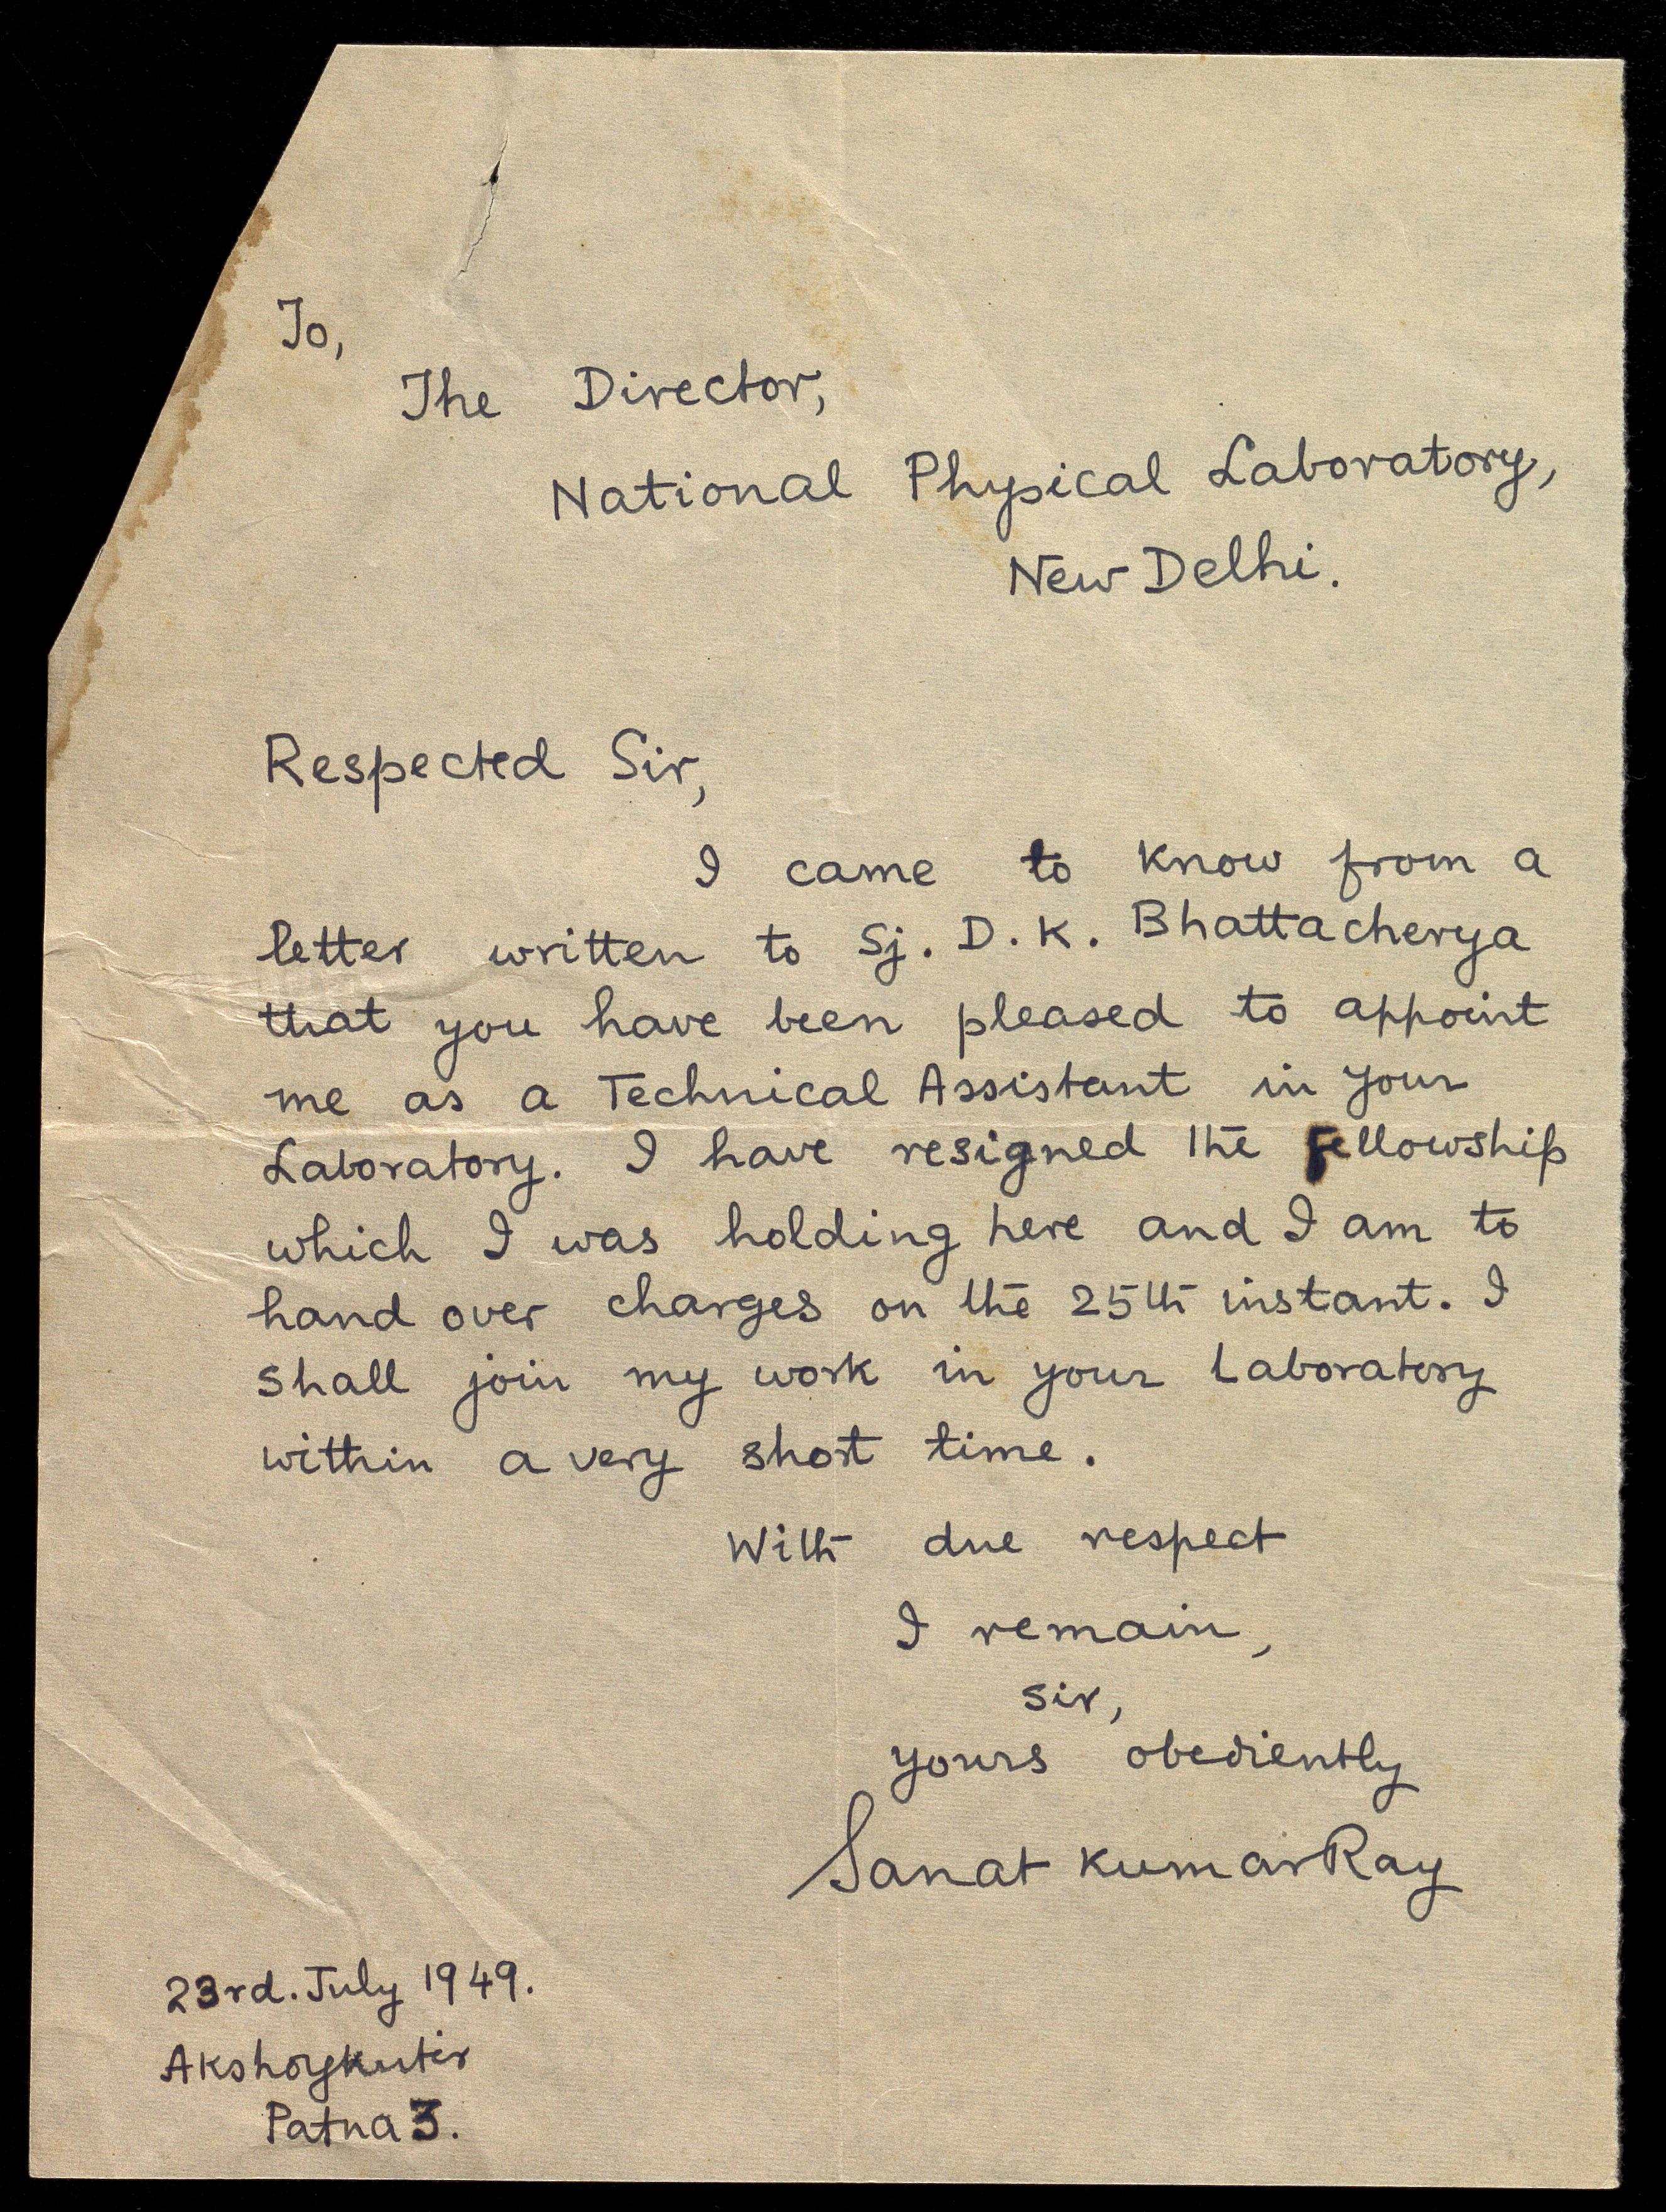 To,
The Director,
National Physical Laboratory,
New Delhi.
Respected Sir,
I came to know from a
letter written to Sj. D. K. Bhattacherya
that you have been pleased to appoint
me as a Technical Assistant in your
Laboratory. I have resigned the Fellowship
which I was holding here and I am to
hand over charges on the 25th instant. I
shall join my work in your Laboratory
within a very short time.
With due respect
I remain,
Sir,
yours obediently
Sanat Kumar Ray
23rd. July 1949.
Akshoykutir
Patna 3.